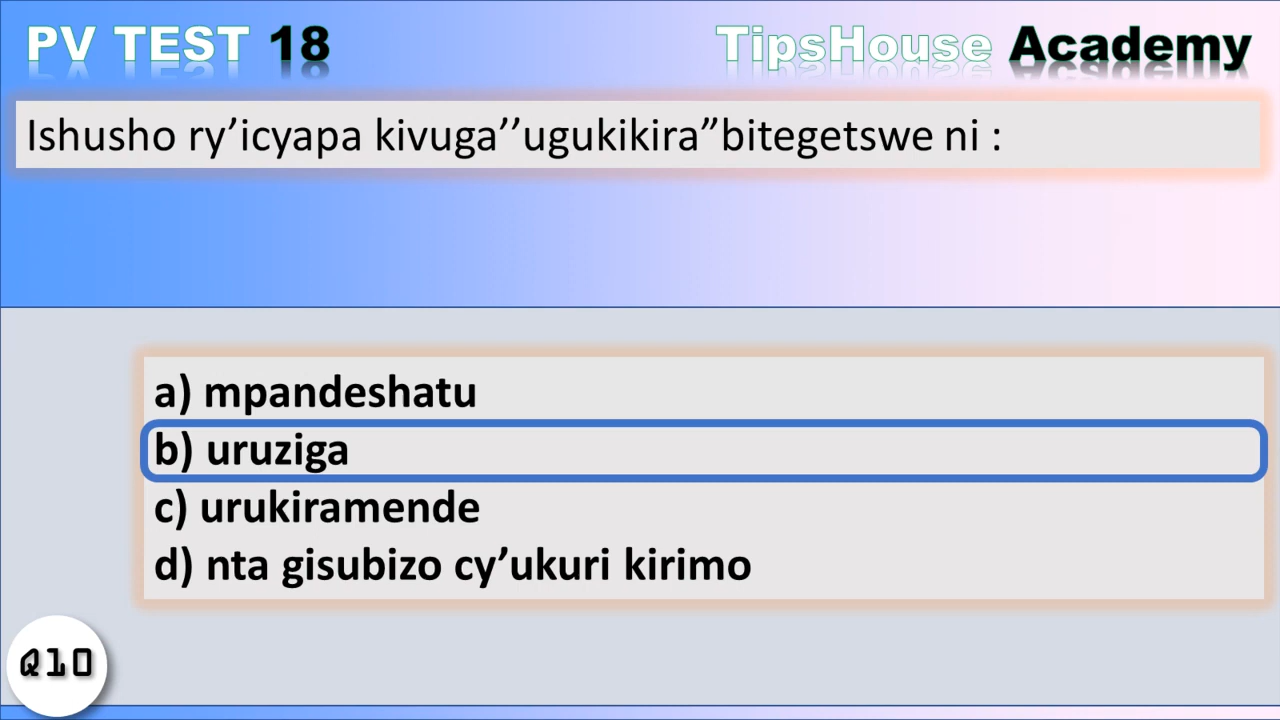 PV TEST 18
TipsHouse Academy
Ishusho ry’icyapa kivuga’’ugukikira”bitegetswe ni :
a) mpandeshatu
b) uruziga
c) urukiramende
d) nta gisubizo cy’ukuri kirimo
Q10